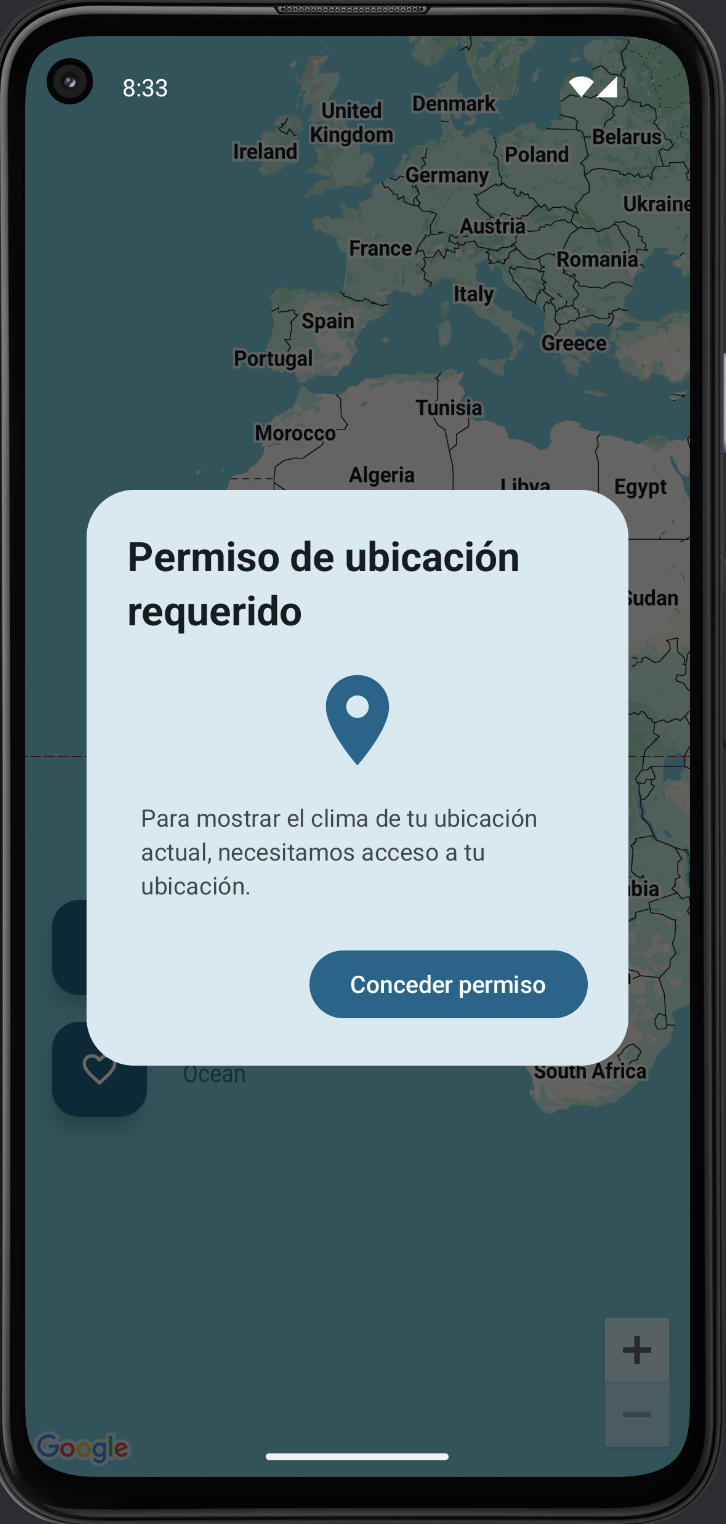 8:33
United
Kingdom
Denmark
Ireland
Poland
Belarus
Germany
Ukraine
Austria
France
Romania
Italy
Spain
Greece
Portugal
Tunisia
Morocco
Algeria
Libya
Egypt
Permiso de ubicación
requerido
Sudan
Para mostrar el clima de tu ubicación
actual, necesitamos acceso a tu
ubicación.
bia
Conceder permiso
Ocean
South Africa
+
−
Google